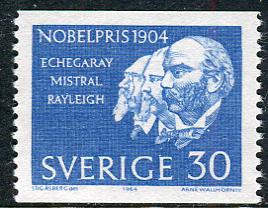 NOBELPRIS 1904
ECHEGARAY
MISTRAL
RAYLEIGH
SVERIGE 30
1964